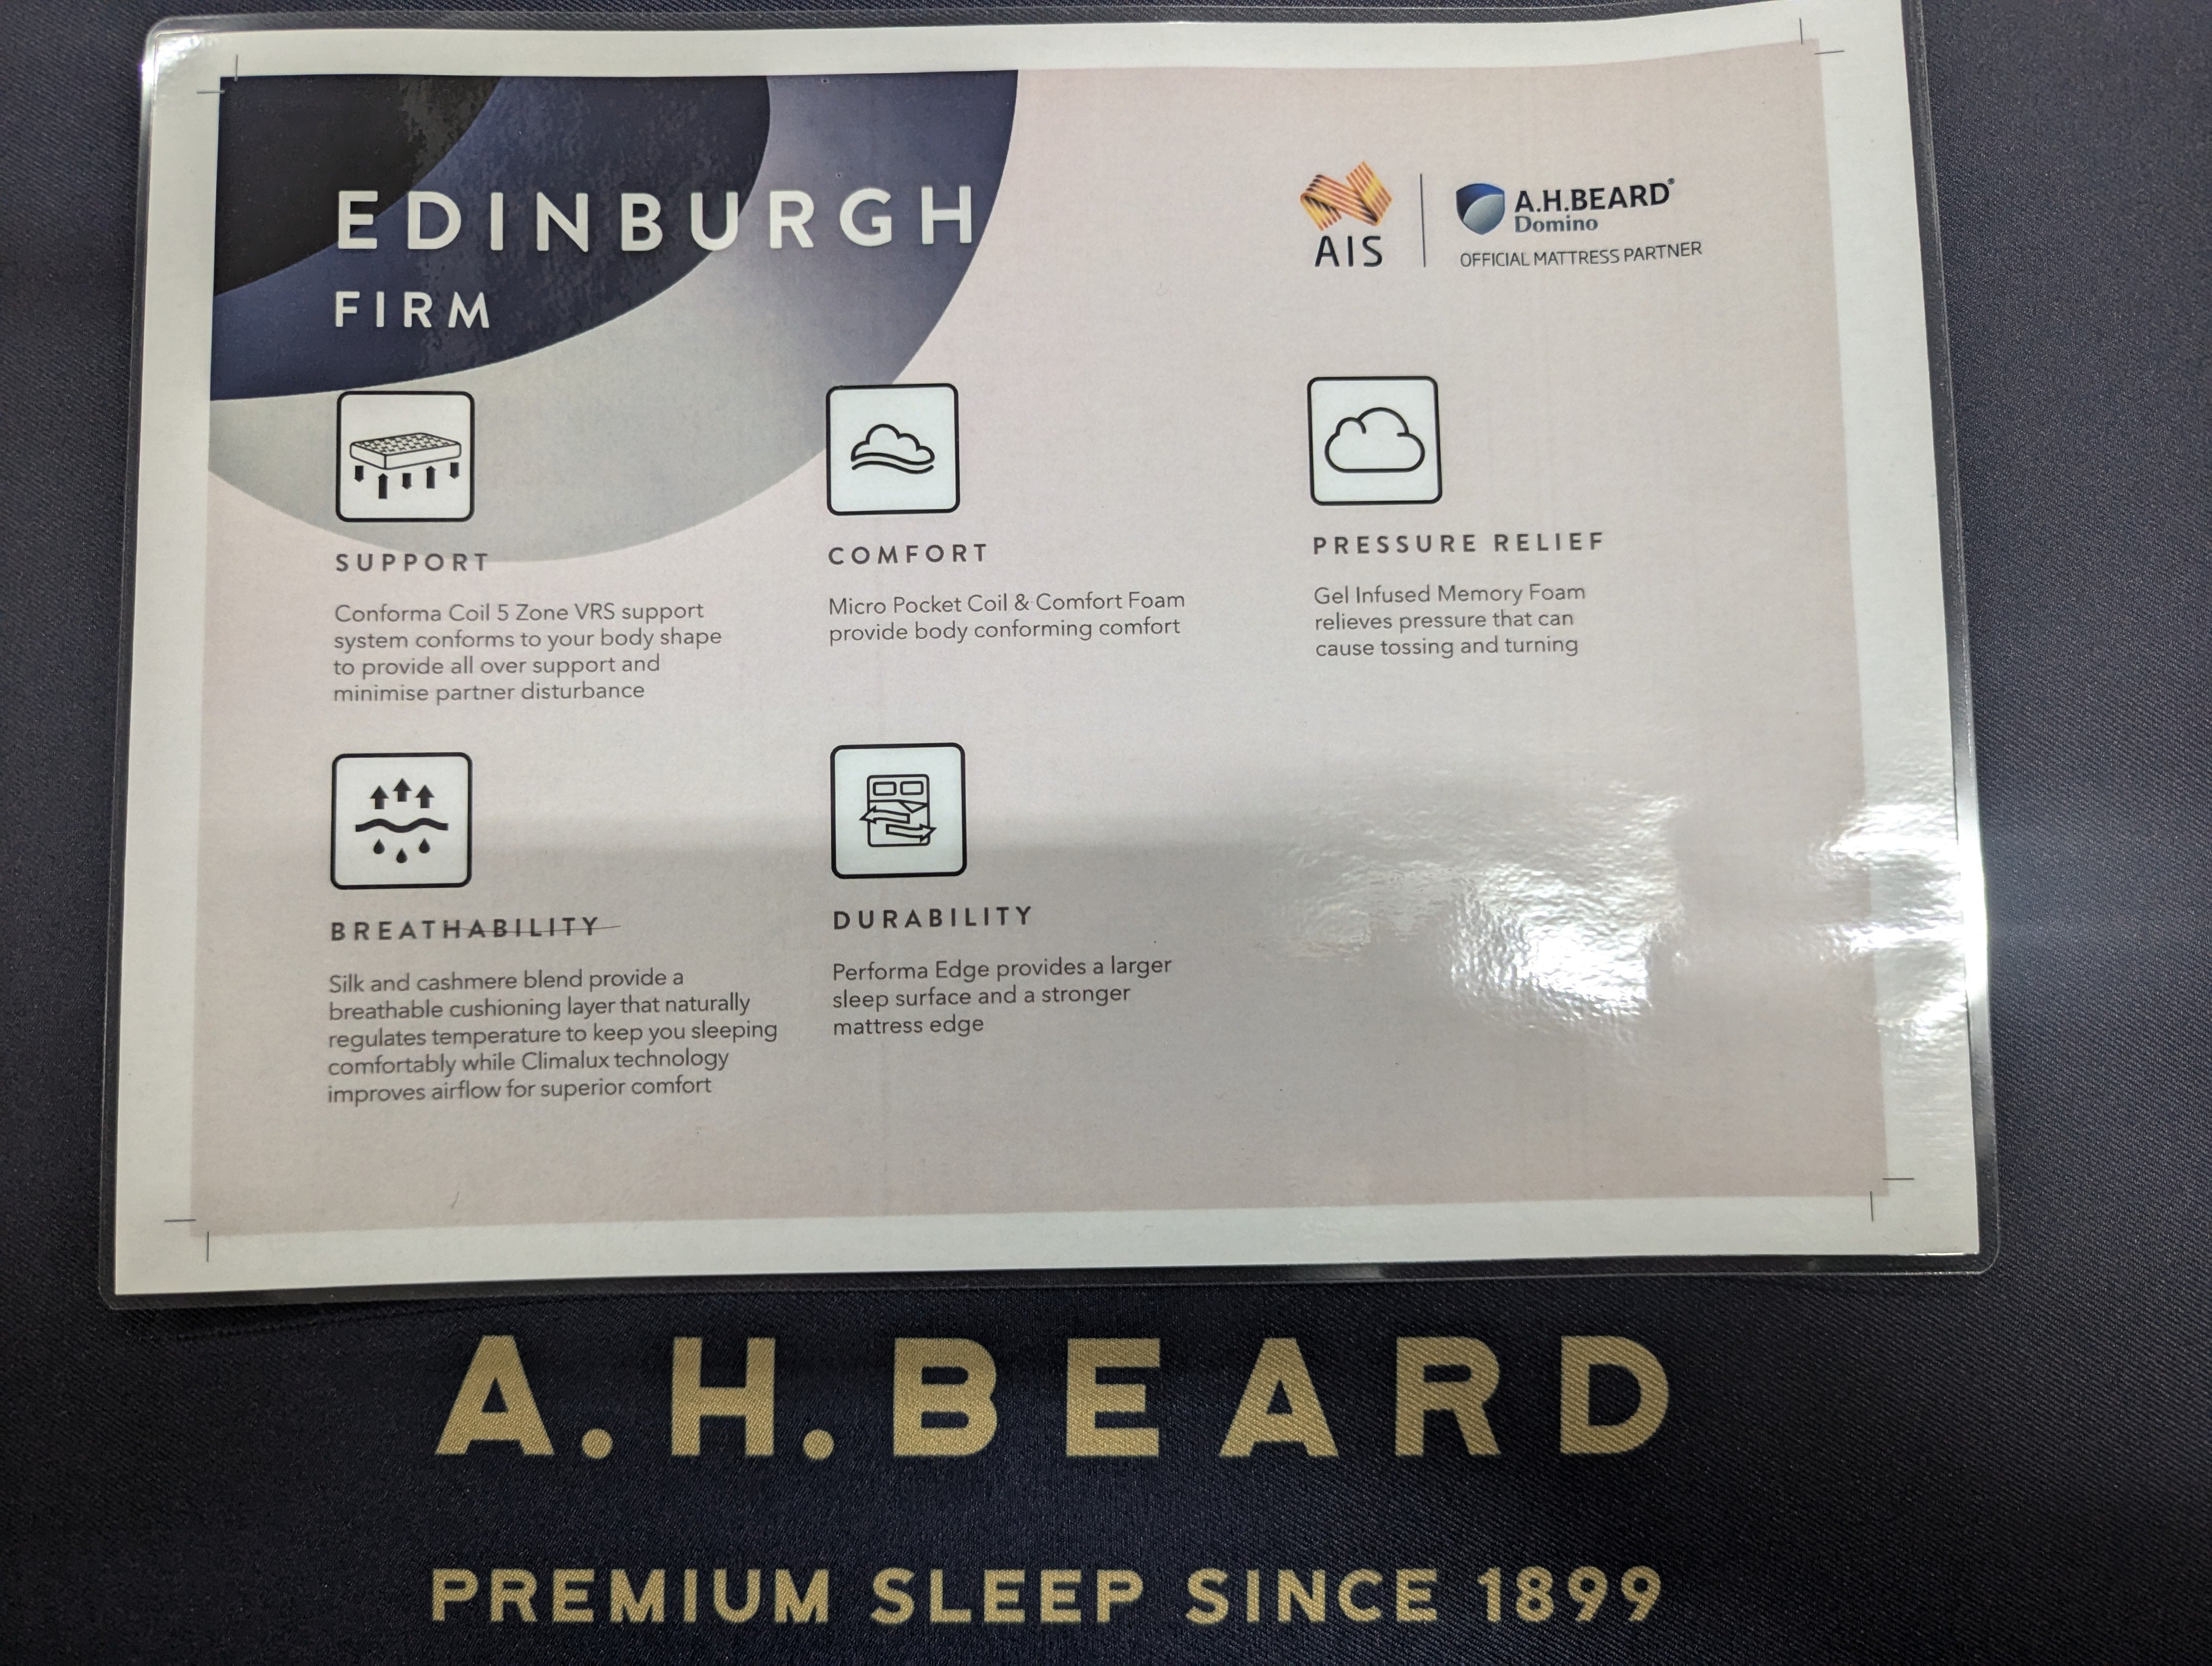 EDINBURGH
FIRM
AIS
A.H.BEARD®
Domino
OFFICIAL MATTRESS PARTNER
SUPPORT
Conforma Coil 5 Zone VRS support
system conforms to your body shape
to provide all over support and
minimise partner disturbance
COMFORT
Micro Pocket Coil & Comfort Foam
provide body conforming comfort
PRESSURE RELIEF
Gel Infused Memory Foam
relieves pressure that can
cause tossing and turning
BREATHABILITY
Silk and cashmere blend provide a
breathable cushioning layer that naturally
regulates temperature to keep you sleeping
comfortably while Climalux technology
improves airflow for superior comfort
DURABILITY
Performa Edge provides a larger
sleep surface and a stronger
mattress edge
A.H.BEARD
PREMIUM SLEEP SINCE 1899